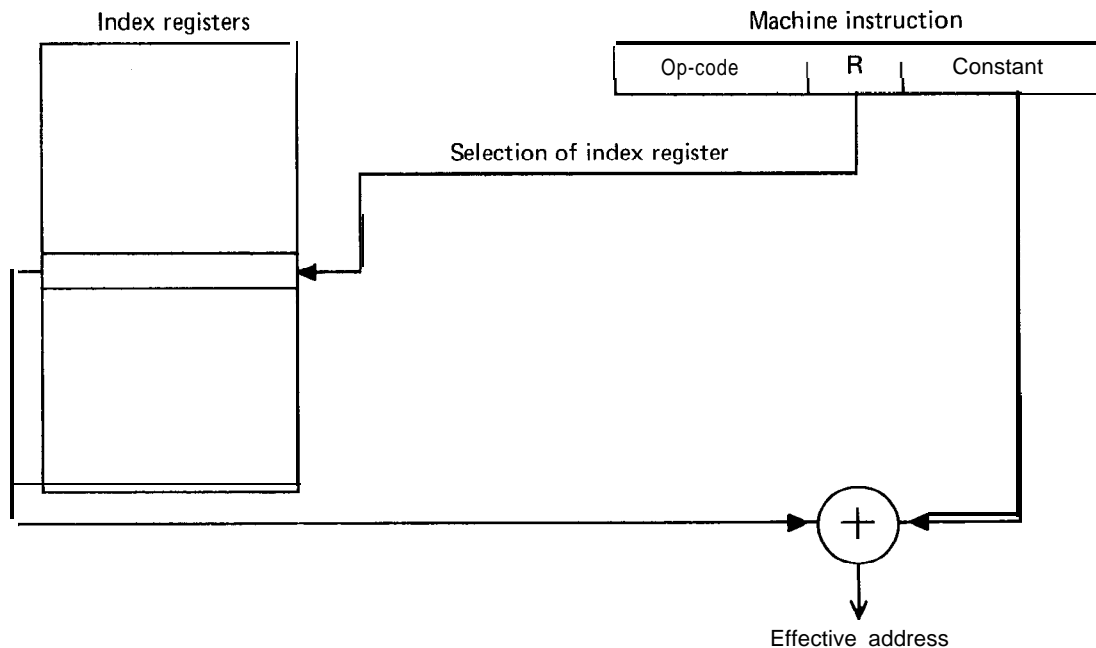 Index registers
Machine instruction
Op-code R Constant
Selection of index register
+
Effective address